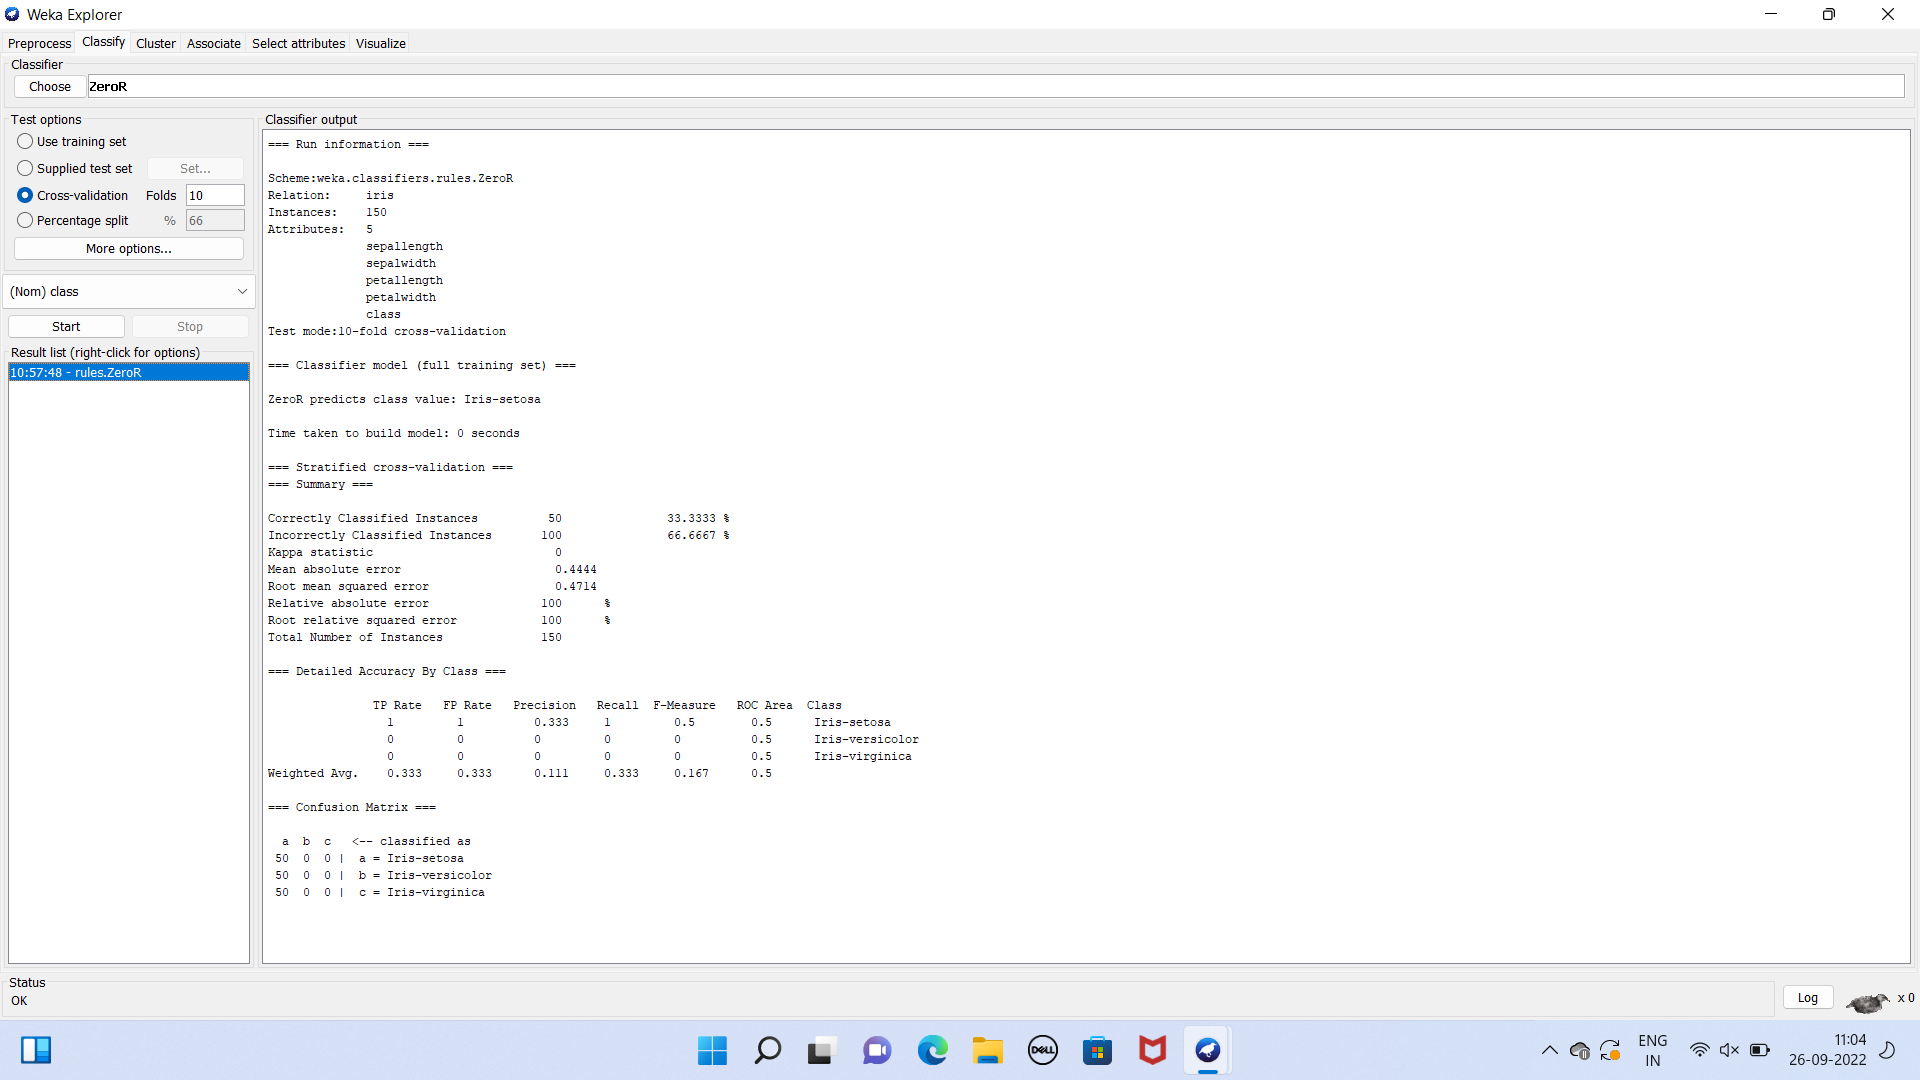 Weka Explorer
Preprocess Classify Cluster Associate Select attributes Visualize
Classifier
Choose ZeroR
Test options
Use training set
Supplied test set Set...
Cross-validation Folds 10
Percentage split % 66
More options...
(Nom) class
Start Stop
Result list (right-click for options)
10:57:48 - rules.ZeroR
Classifier output
=== Run information ===
Scheme:weka.classifiers.rules.ZeroR
Relation: iris
Instances: 150
Attributes: 5
sepallength
sepalwidth
petallength
petalwidth
class
Test mode:10-fold cross-validation
=== Classifier model (full training set) ===
ZeroR predicts class value: Iris-setosa
Time taken to build model: 0 seconds
=== Stratified cross-validation ===
=== Summary ===
Correctly Classified Instances 50 33.3333 %
Incorrectly Classified Instances 100 66.6667 %
Kappa statistic 0
Mean absolute error 0.4444
Root mean squared error 0.4714
Relative absolute error 100 %
Root relative squared error 100 %
Total Number of Instances 150
=== Detailed Accuracy By Class ===
TP Rate FP Rate Precision Recall F-Measure ROC Area Class
1 1 0.333 1 0.5 0.5 Iris-setosa
0 0 0 0 0 0.5 Iris-versicolor
0 0 0 0 0 0.5 Iris-virginica
Weighted Avg. 0.333 0.333 0.111 0.333 0.167 0.5
=== Confusion Matrix ===
a b c <-- classified as
50 0 0 | a = Iris-setosa
50 0 0 | b = Iris-versicolor
50 0 0 | c = Iris-virginica
Status
OK
Log x 0
DELL
ENG
IN
11:04
26-09-2022